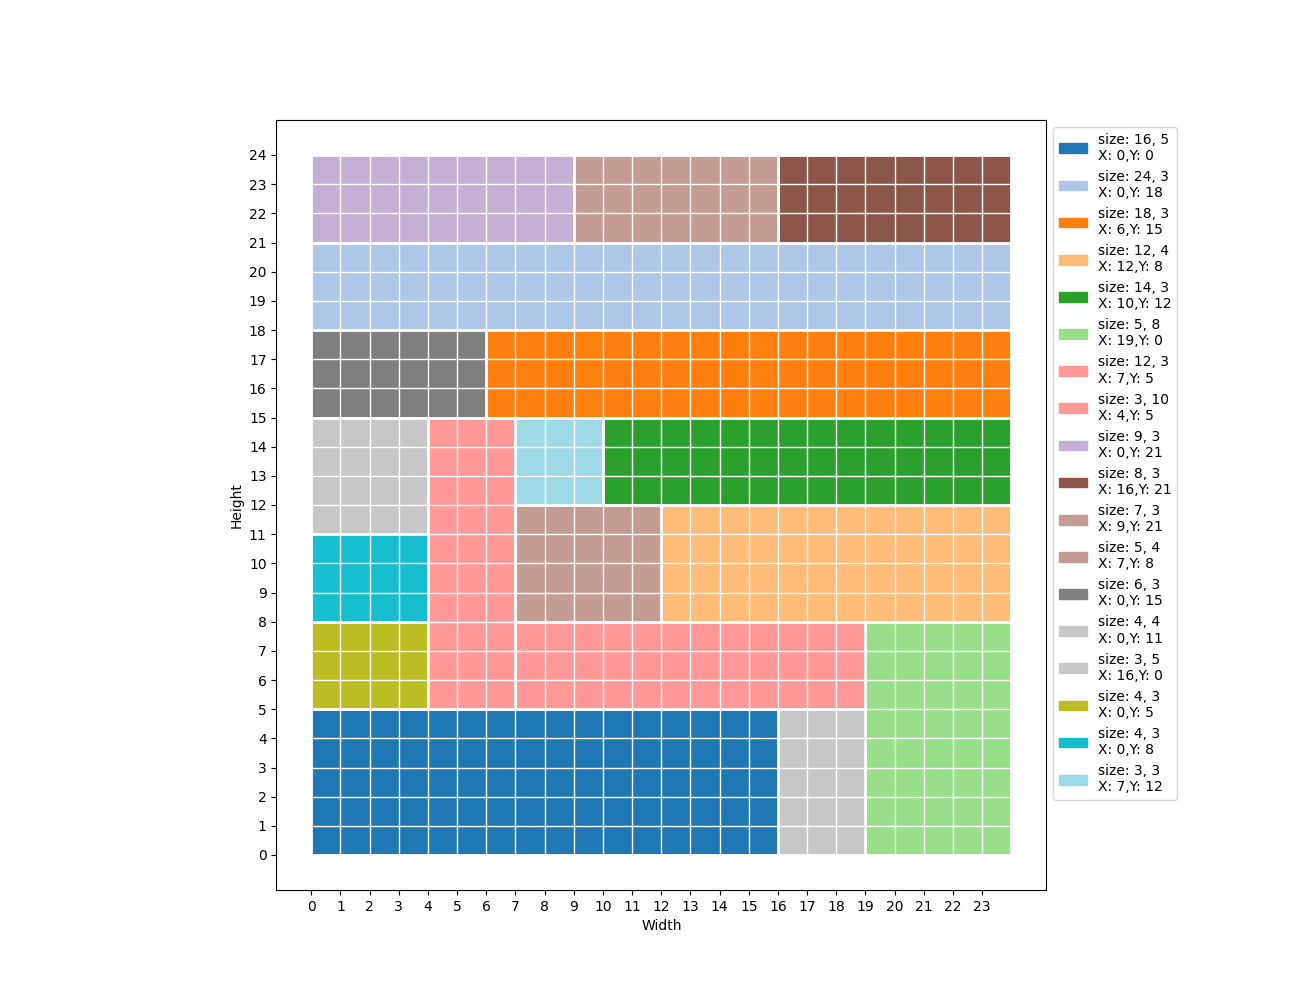 24
23
22
21
20
19
18
17
16
15
14
13
12
11
10
9
8
7
6
5
4
3
2
1
0
Height
0 1 2 3 4 5 6 7 8 9 10 11 12 13 14 15 16 17 18 19 20 21 22 23
Width
size: 16, 5
X: 0,Y: 0
size: 24, 3
X: 0,Y: 18
size: 18, 3
X: 6,Y: 15
size: 12, 4
X: 12,Y: 8
size: 14, 3
X: 10,Y: 12
size: 5, 8
X: 19,Y: 0
size: 12, 3
X: 7,Y: 5
size: 3, 10
X: 4,Y: 5
size: 9, 3
X: 0,Y: 21
size: 8, 3
X: 16,Y: 21
size: 7, 3
X: 9,Y: 21
size: 5, 4
X: 7,Y: 8
size: 6, 3
X: 0,Y: 15
size: 4, 4
X: 0,Y: 11
size: 3, 5
X: 16,Y: 0
size: 4, 3
X: 0,Y: 5
size: 4, 3
X: 0,Y: 8
size: 3, 3
X: 7,Y: 12